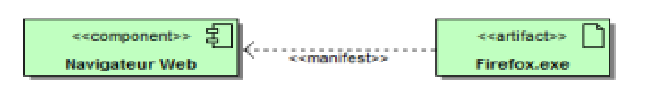 <<component>>
Navigateur Web
<<manifest>>
<<artifact>>
Firefox.exe